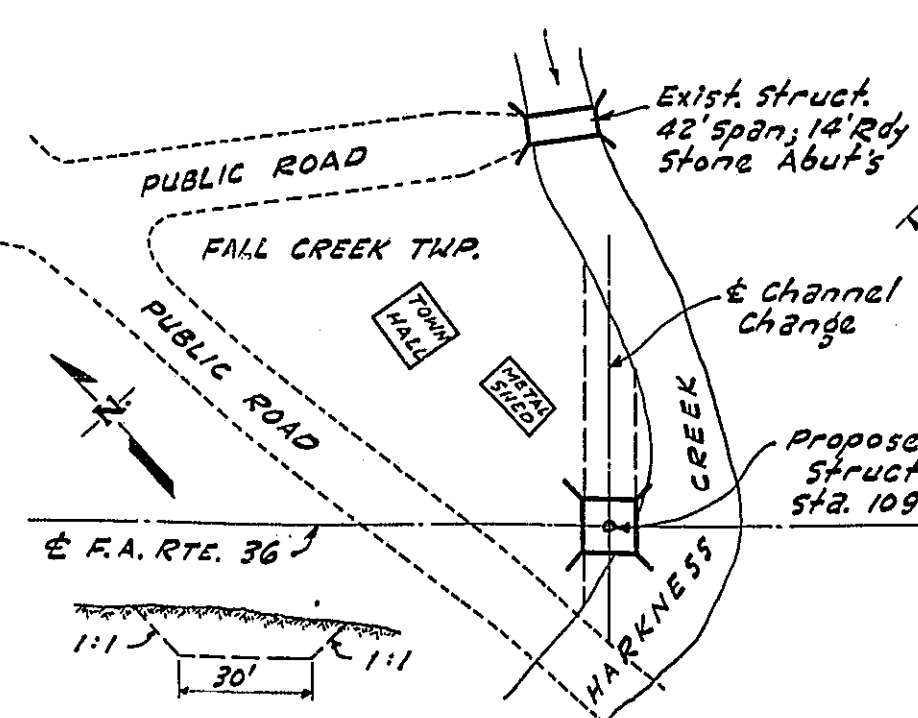 Exist. Struct.
42' Span; 14' Rdy
Stone Abut's
PUBLIC ROAD
FALL CREEK TWP.
TOWN
HALL
METAL
SHED
℄ Channel
Change
PUBLIC ROAD
N.
CREEK
HARKNESS
Propose
Struct
Sta. 109
℄ F.A. RTE. 36
1:1
30'
1:1